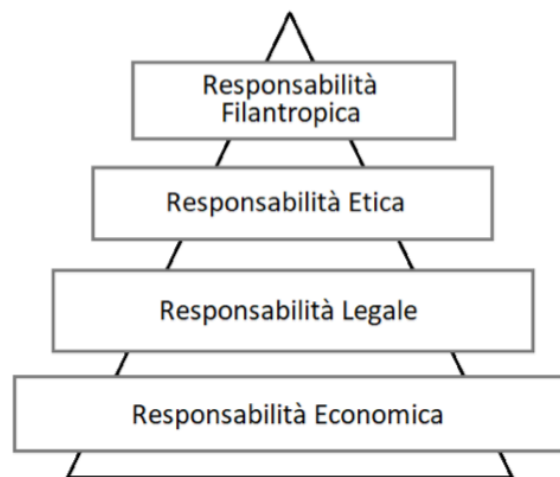 Responsabilità
Filantropica
Responsabilità Etica
Responsabilità Legale
Responsabilità Economica